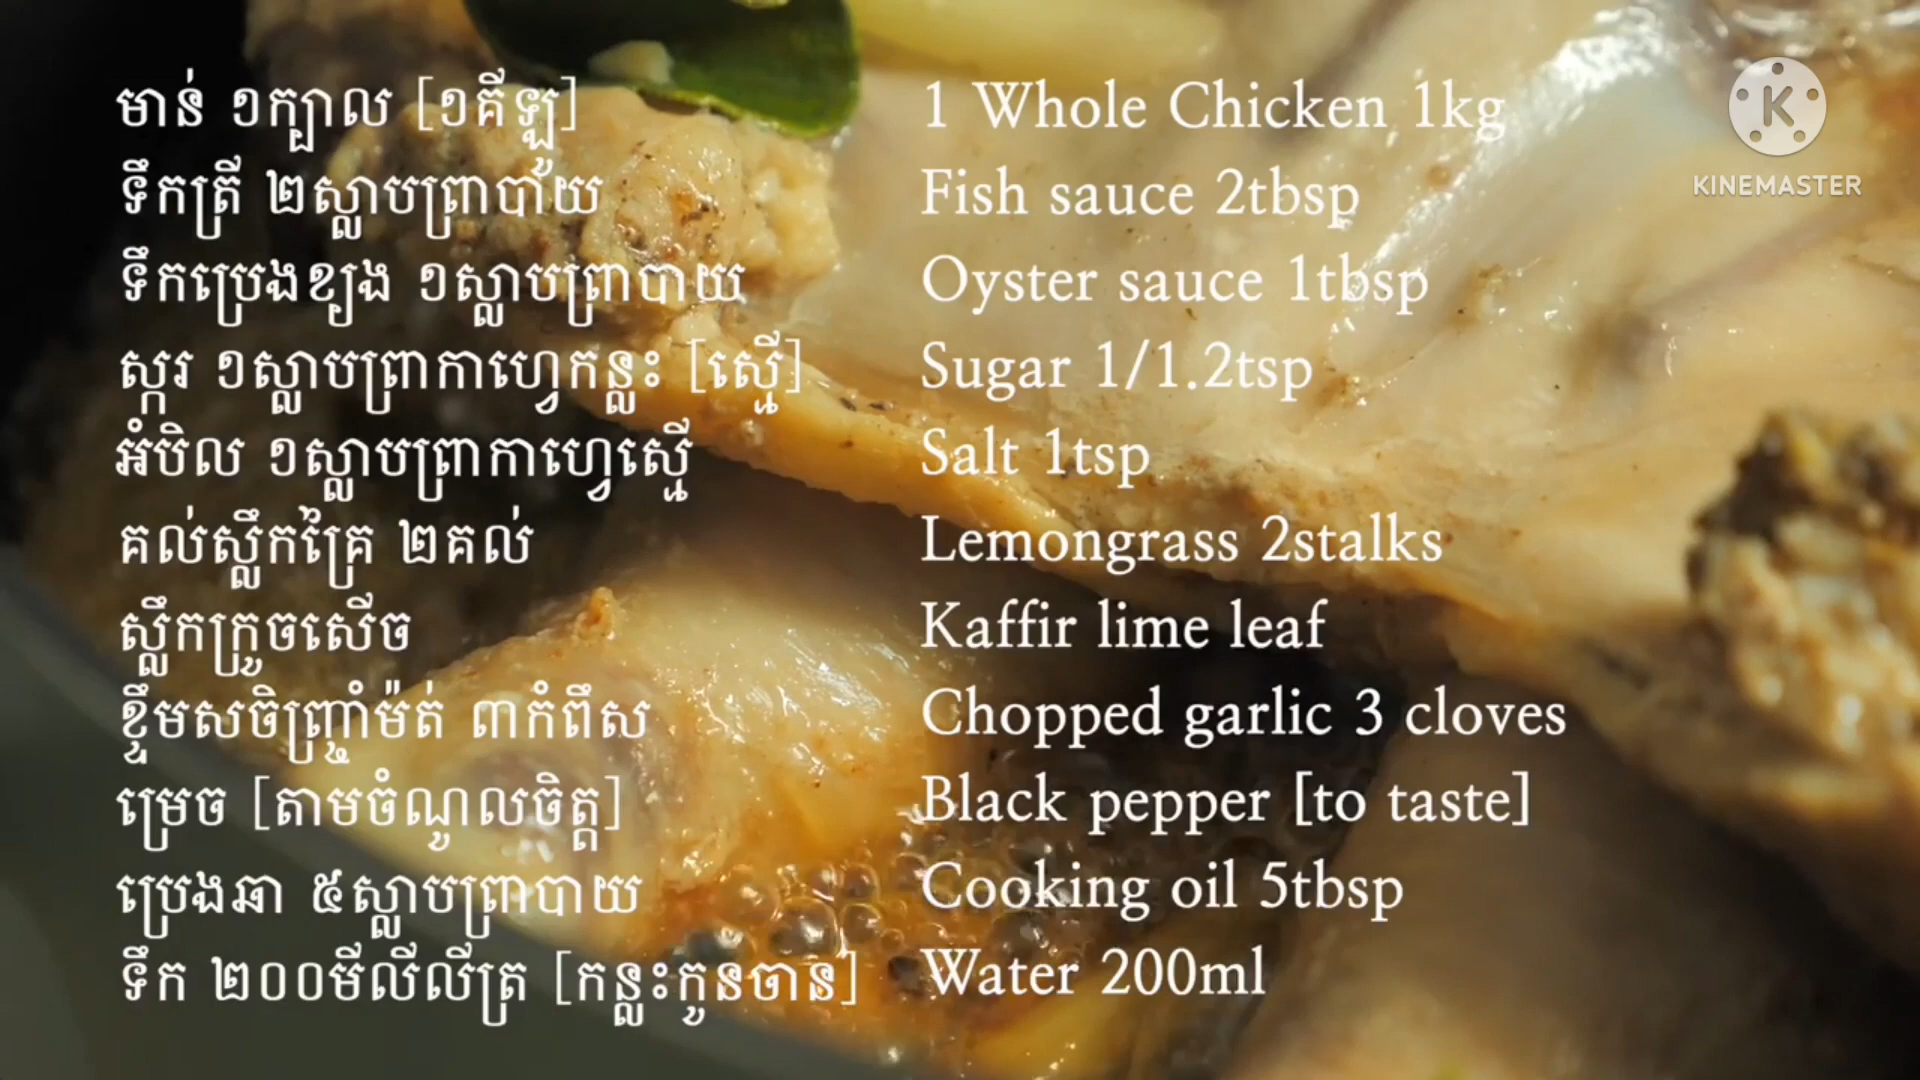 មាន់ ១ក្បាល [១គីឡូ]
ទឹកត្រី ២ស្លាបព្រាបាយ
ទឹកប្រេងខ្យង ១ស្លាបព្រាបាយ
ស្ករ ១ស្លាបព្រាកាហ្វេកន្លះ [ស្មើ]
អំបិល ១ស្លាបព្រាកាហ្វេស្មើ
គល់ស្លឹកគ្រៃ ២គល់
ស្លឹកក្រូចសើច
ខ្ទឹមសចិញ្ច្រាំម៉ត់ ៣កំពឹស
ម្រេច [តាមចំណូលចិត្ត]
ប្រេងឆា ៥ស្លាបព្រាបាយ
ទឹក ២០០មីលីលីត្រ [កន្លះកូនចាន]
1 Whole Chicken 1kg
Fish sauce 2tbsp
Oyster sauce 1tbsp
Sugar 1/1.2tsp
Salt 1tsp
Lemongrass 2stalks
Kaffir lime leaf
Chopped garlic 3 cloves
Black pepper [to taste]
Cooking oil 5tbsp
Water 200ml
K
KINEMASTER